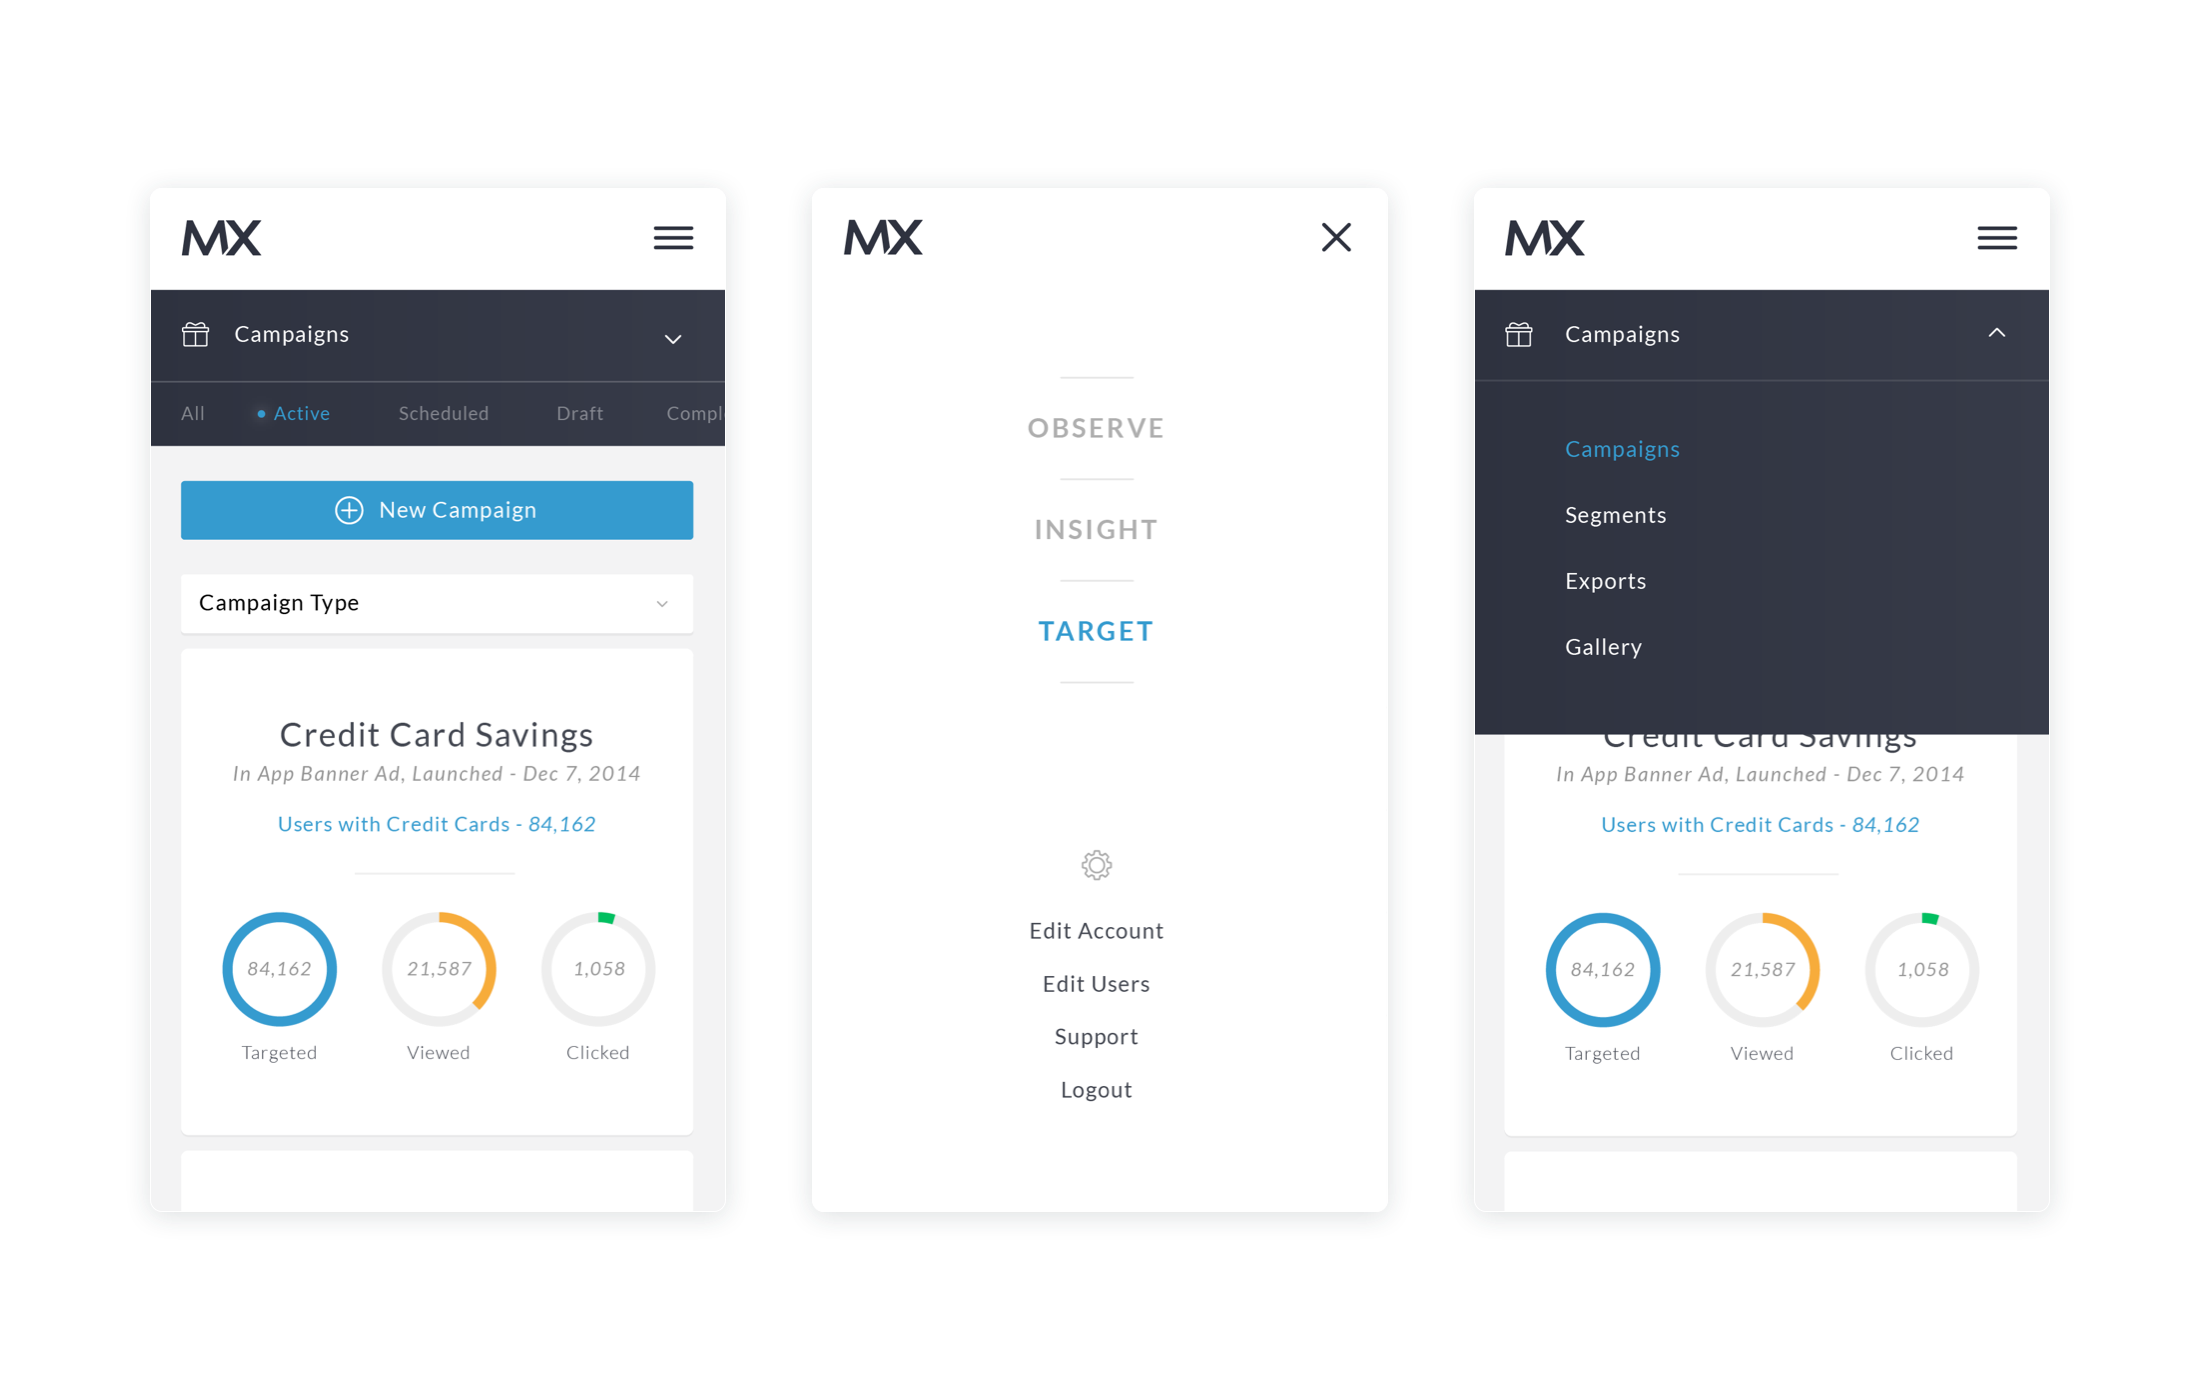 MX
Campaigns
All Active Scheduled Draft Compl
New Campaign
Campaign Type
Credit Card Savings
In App Banner Ad, Launched - Dec 7, 2014
Users with Credit Cards - 84,162
84,162 21,587 1,058
Targeted Viewed Clicked
MX
OBSERVE
INSIGHT
TARGET
Edit Account
Edit Users
Support
Logout
MX
Campaigns
Campaigns
Segments
Exports
Gallery
Credit Card Savings
In App Banner Ad, Launched - Dec 7, 2014
Users with Credit Cards - 84,162
84,162 21,587 1,058
Targeted Viewed Clicked